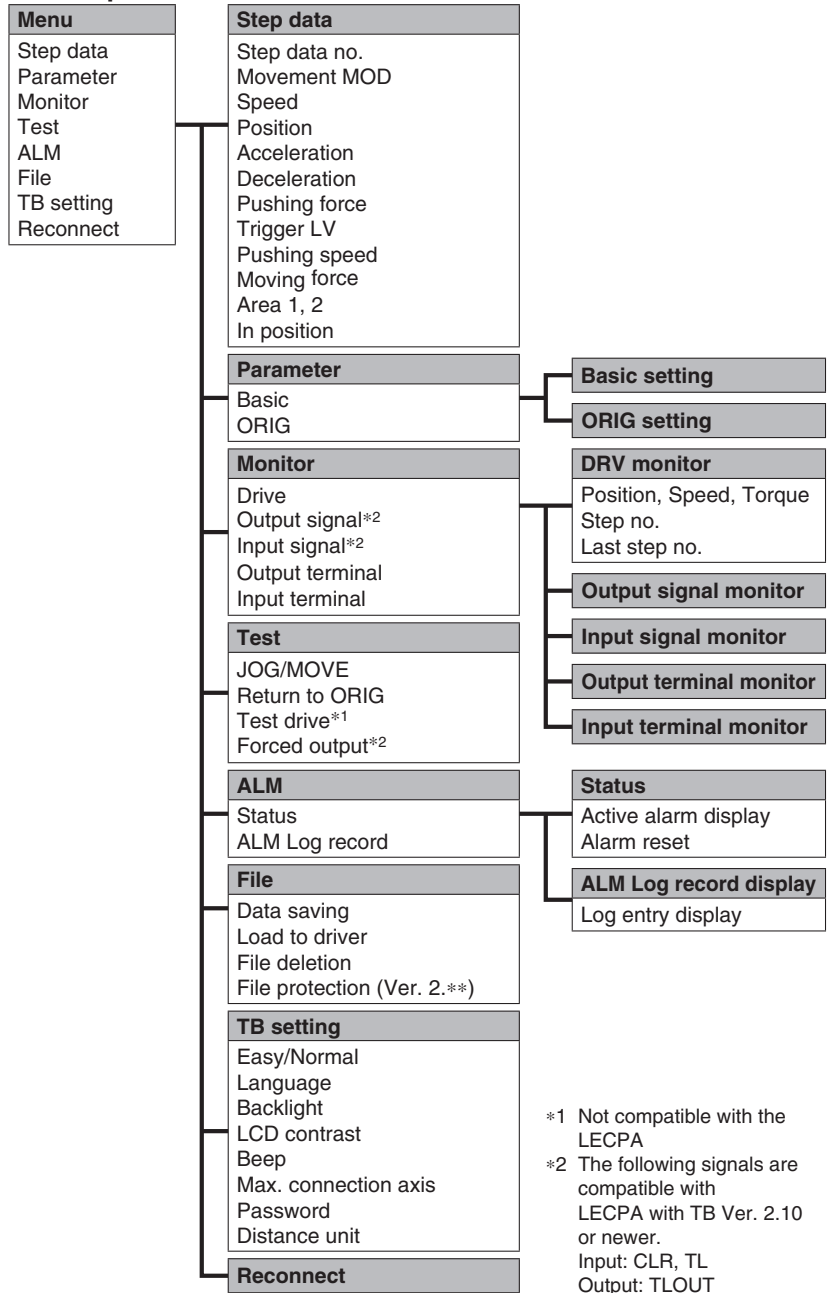 Menu
Step data
Parameter
Monitor
Test
ALM
File
TB setting
Reconnect
Step data
Step data no.
Movement MOD
Speed
Position
Acceleration
Deceleration
Pushing force
Trigger LV
Pushing speed
Moving force
Area 1, 2
In position
Parameter
Basic
ORIG
Basic setting
ORIG setting
Monitor
Drive
Output signal*2
Input signal*2
Output terminal
Input terminal
DRV monitor
Position, Speed, Torque
Step no.
Last step no.
Output signal monitor
Input signal monitor
Output terminal monitor
Input terminal monitor
Test
JOG/MOVE
Return to ORIG
Test drive*1
Forced output*2
ALM
Status
ALM Log record
Status
Active alarm display
Alarm reset
ALM Log record display
Log entry display
File
Data saving
Load to driver
File deletion
File protection (Ver. 2.**)
TB setting
Easy/Normal
Language
Backlight
LCD contrast
Beep
Max. connection axis
Password
Distance unit
Reconnect
*1 Not compatible with the
LECPA
*2 The following signals are
compatible with
LECPA with TB Ver. 2.10
or newer.
Input: CLR, TL
Output: TLOUT